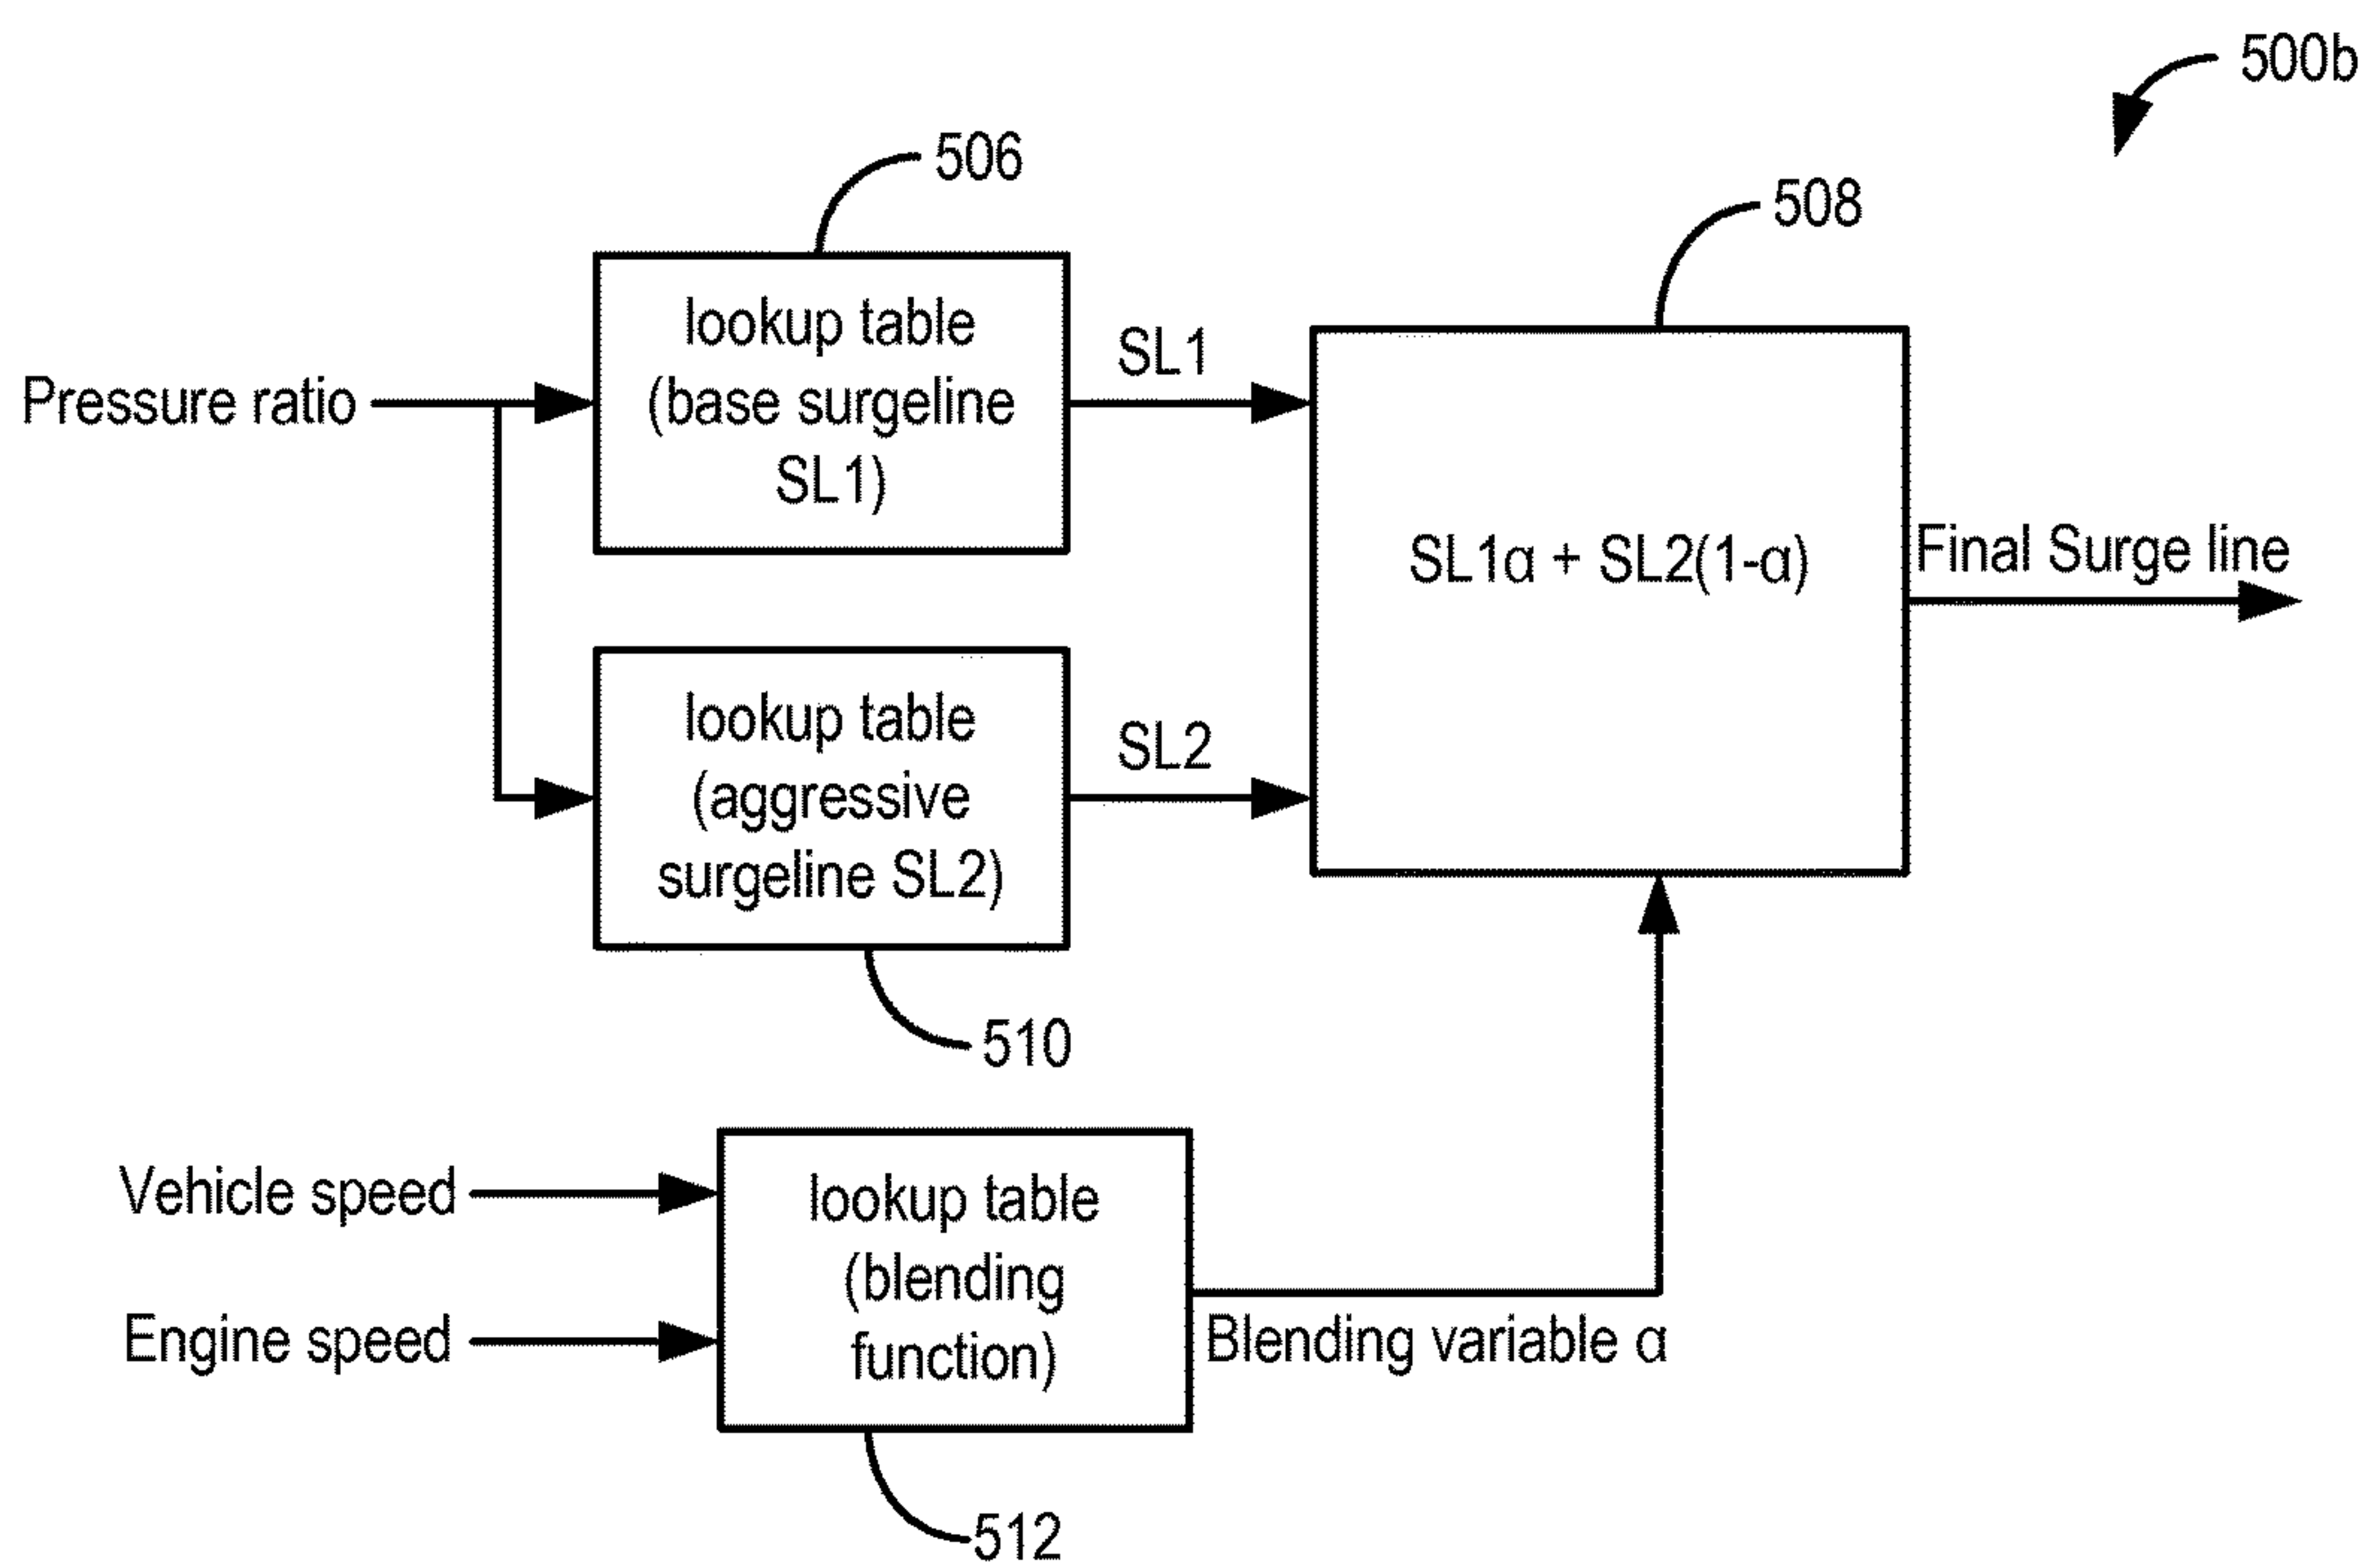 500b
506
508
lookup table
(base surgeline
SL1)
Pressure ratio
SL1
SL1α + SL2(1-α)
Final Surge line
lookup table
(aggressive
surgeline SL2)
SL2
510
Vehicle speed
Engine speed
lookup table
(blending
function)
Blending variable α
512